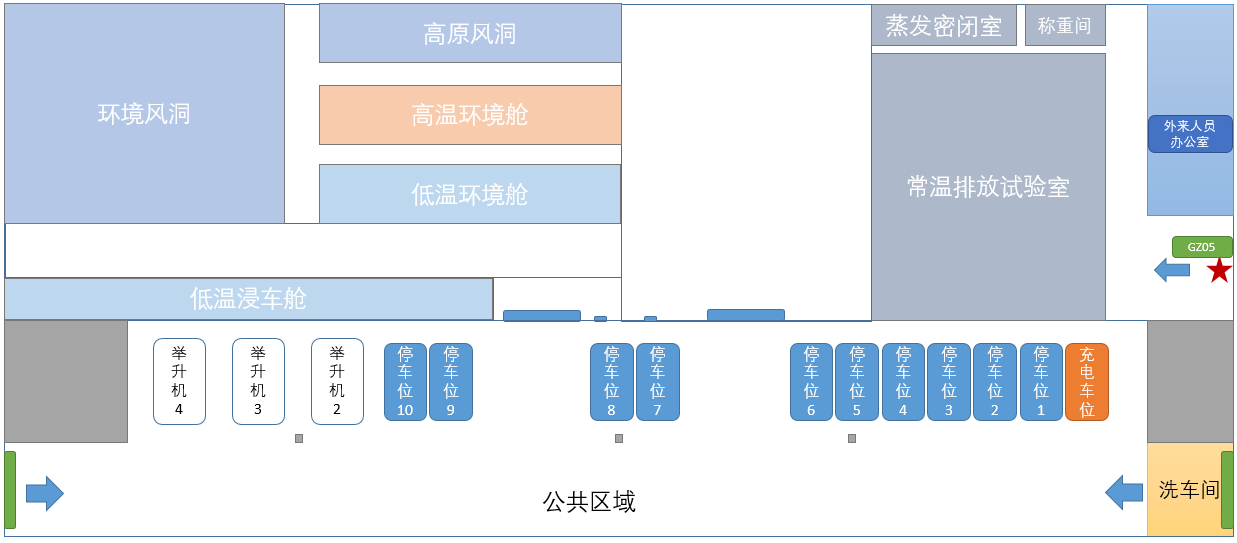 高原风洞
蒸发密闭室
称重间
环境风洞
高温环境舱
外来人员
办公室
低温环境舱
常温排放试验室
GZ05
低温浸车舱
举升机4
举升机3
举升机2
停车位10
停车位9
停车位8
停车位7
停车位6
停车位5
停车位4
停车位3
停车位2
停车位1
充电车位
洗车间
公共区域